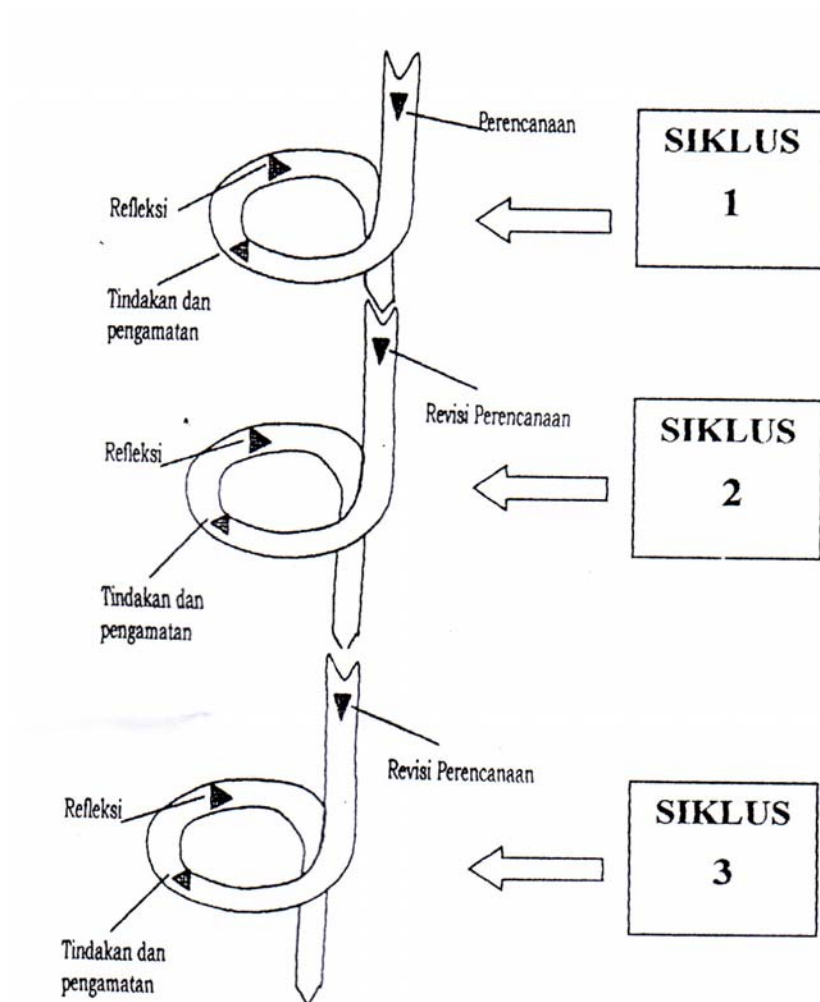 Perencanaan
SIKLUS
1
Refleksi
Tindakan dan
pengamatan
Revisi Perencanaan
SIKLUS
2
Refleksi
Tindakan dan
pengamatan
Revisi Perencanaan
SIKLUS
3
Refleksi
Tindakan dan
pengamatan